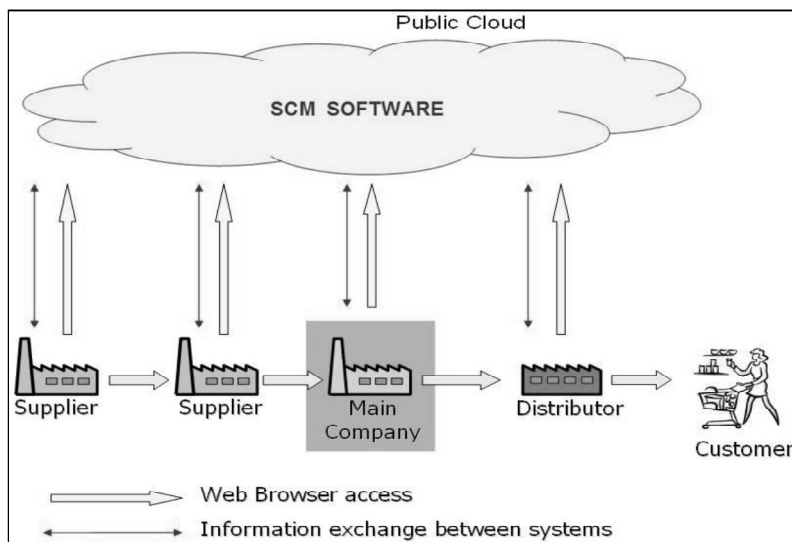 Public Cloud
SCM SOFTWARE
Supplier
Supplier
Main
Company
Distributor
Customer
Web Browser access
Information exchange between systems